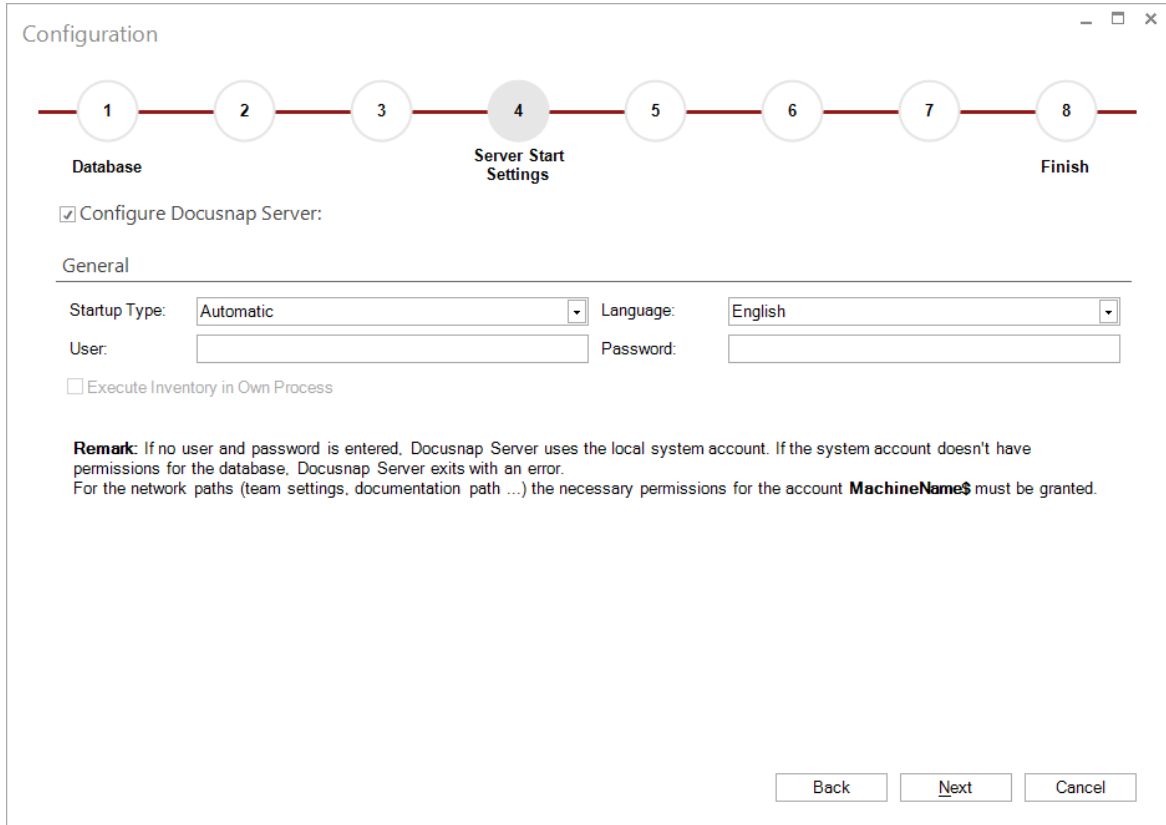 Configuration
1 2 3 4 5 6 7 8
Database Server Start Settings Finish
Configure Docusnap Server:
General
Startup Type: Automatic Language: English
User: Password:
Execute Inventory in Own Process
Remark: If no user and password is entered, Docusnap Server uses the local system account. If the system account doesn't have
permissions for the database, Docusnap Server exits with an error.
For the network paths (team settings, documentation path ...) the necessary permissions for the account MachineName$ must be granted.
Back Next Cancel